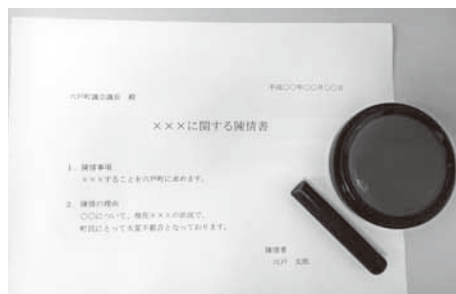 平成○○年○○月○○日
六戸町議会議長 殿
×××に関する陳情書
1. 陳情事項
×××することを六戸町に求めます。
2. 陳情の理由
○○について、現在×××の状況で、
町民にとって大変不都合となっております。
陳情者
六戸 太郎